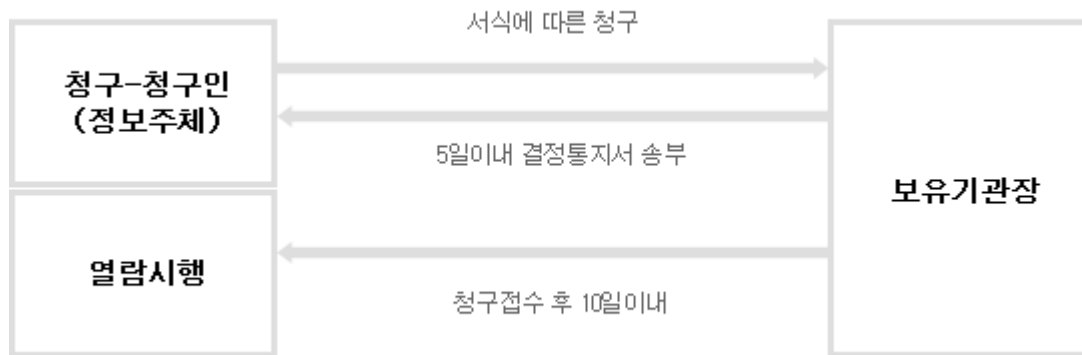 서식에 따른 청구
청구-청구인
(정보주체)
5일이내 결정통지서 송부
보유기관장
열람시행
청구접수 후 10일이내